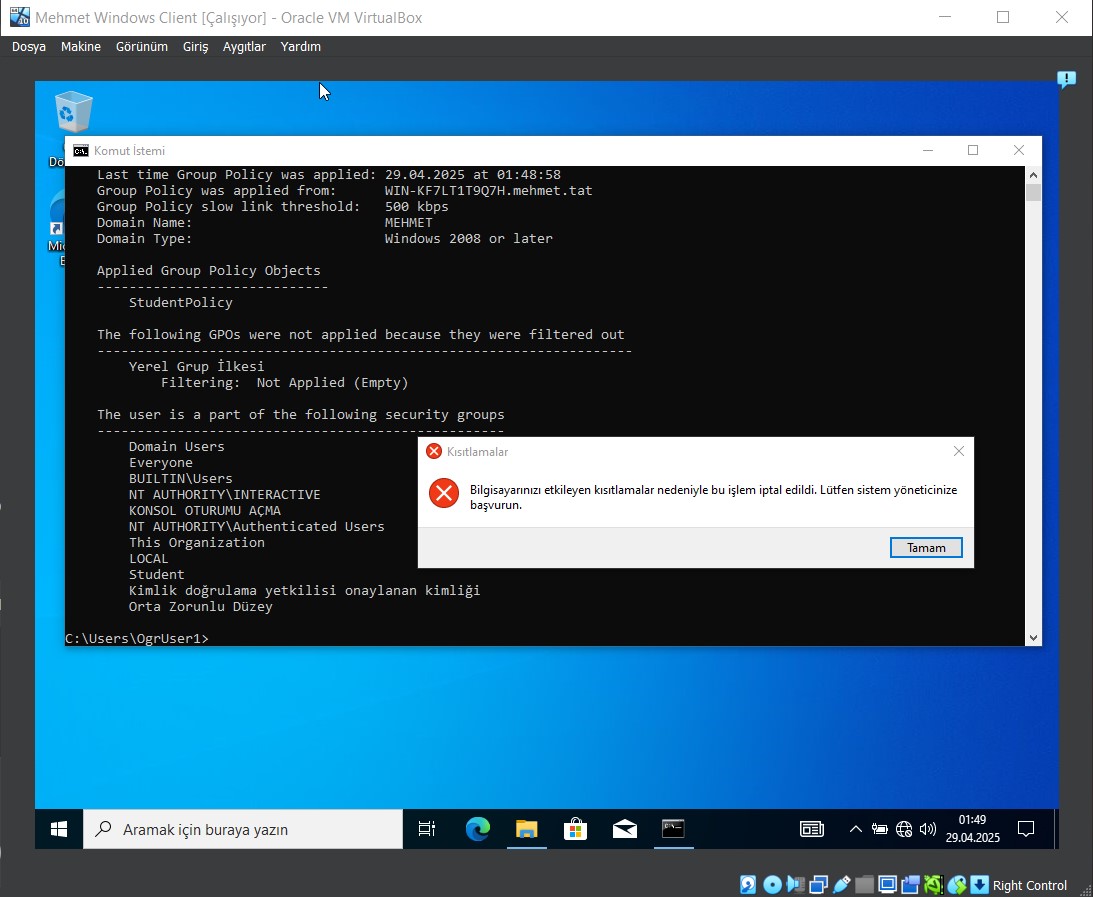 Mehmet Windows Client [Çalışıyor] - Oracle VM VirtualBox
Dosya Makine Görünüm Giriş Aygıtlar Yardım
Komut İstemi
Last time Group Policy was applied: 29.04.2025 at 01:48:58
Group Policy was applied from: WIN-KF7LT1T9Q7H.mehmet.tat
Group Policy slow link threshold: 500 kbps
Domain Name: MEHMET
Domain Type: Windows 2008 or later
Applied Group Policy Objects
-----------------------------
StudentPolicy
The following GPOs were not applied because they were filtered out
-------------------------------------------------------------------
Yerel Grup İlkesi
Filtering: Not Applied (Empty)
The user is a part of the following security groups
---------------------------------------------------
Domain Users
Everyone
BUILTIN\Users
NT AUTHORITY\INTERACTIVE
KONSOL OTURUMU AÇMA
NT AUTHORITY\Authenticated Users
This Organization
LOCAL
Student
Kimlik doğrulama yetkilisi onaylanan kimliği
Orta Zorunlu Düzey
C:\Users\OgrUser1>
Kısıtlamalar
Bilgisayarınızı etkileyen kısıtlamalar nedeniyle bu işlem iptal edildi. Lütfen sistem yöneticinize
başvurun.
Tamam
Aramak için buraya yazın
01:49
29.04.2025
Right Control